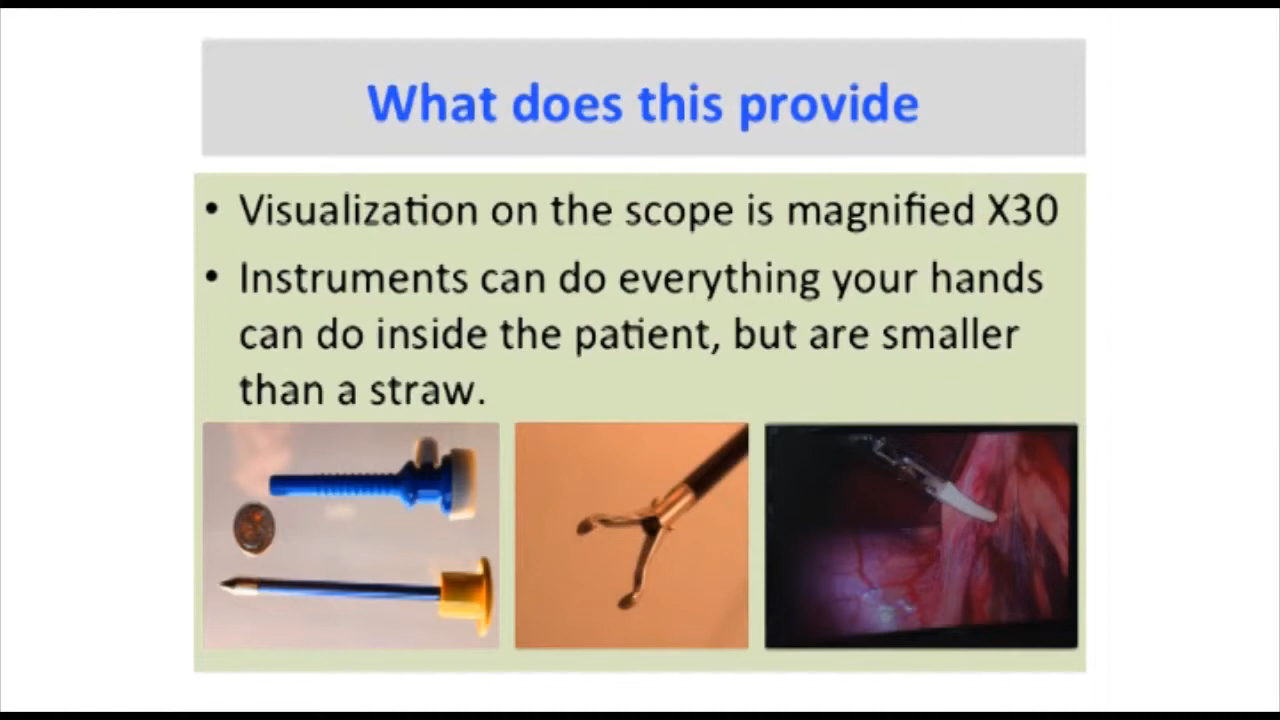 What does this provide
• Visualization on the scope is magnified X30
• Instruments can do everything your hands
can do inside the patient, but are smaller
than a straw.